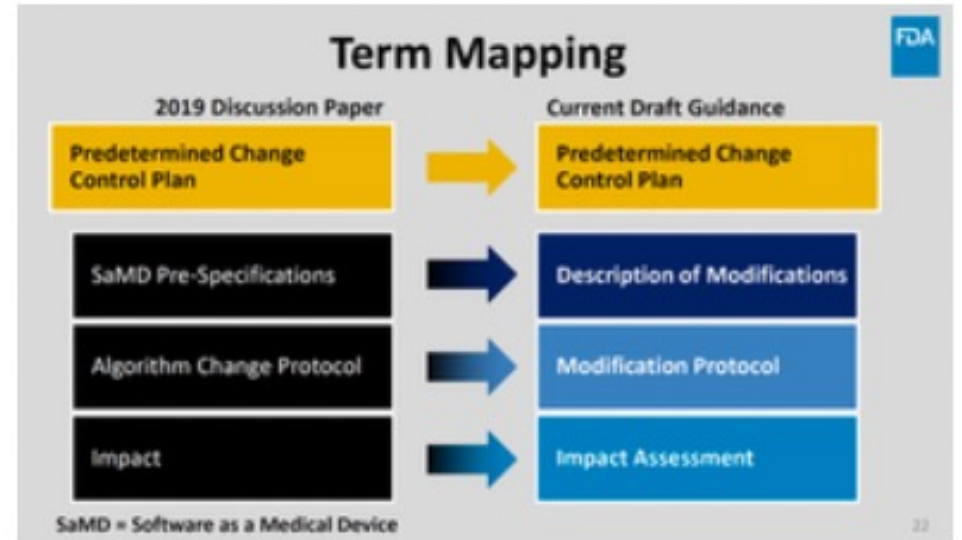 Term Mapping
FDA
2019 Discussion Paper
Current Draft Guidance
Predetermined Change
Control Plan
Predetermined Change
Control Plan
SaMD Pre-Specifications
Description of Modifications
Algorithm Change Protocol
Modification Protocol
Impact
Impact Assessment
SaMD = Software as a Medical Device
22